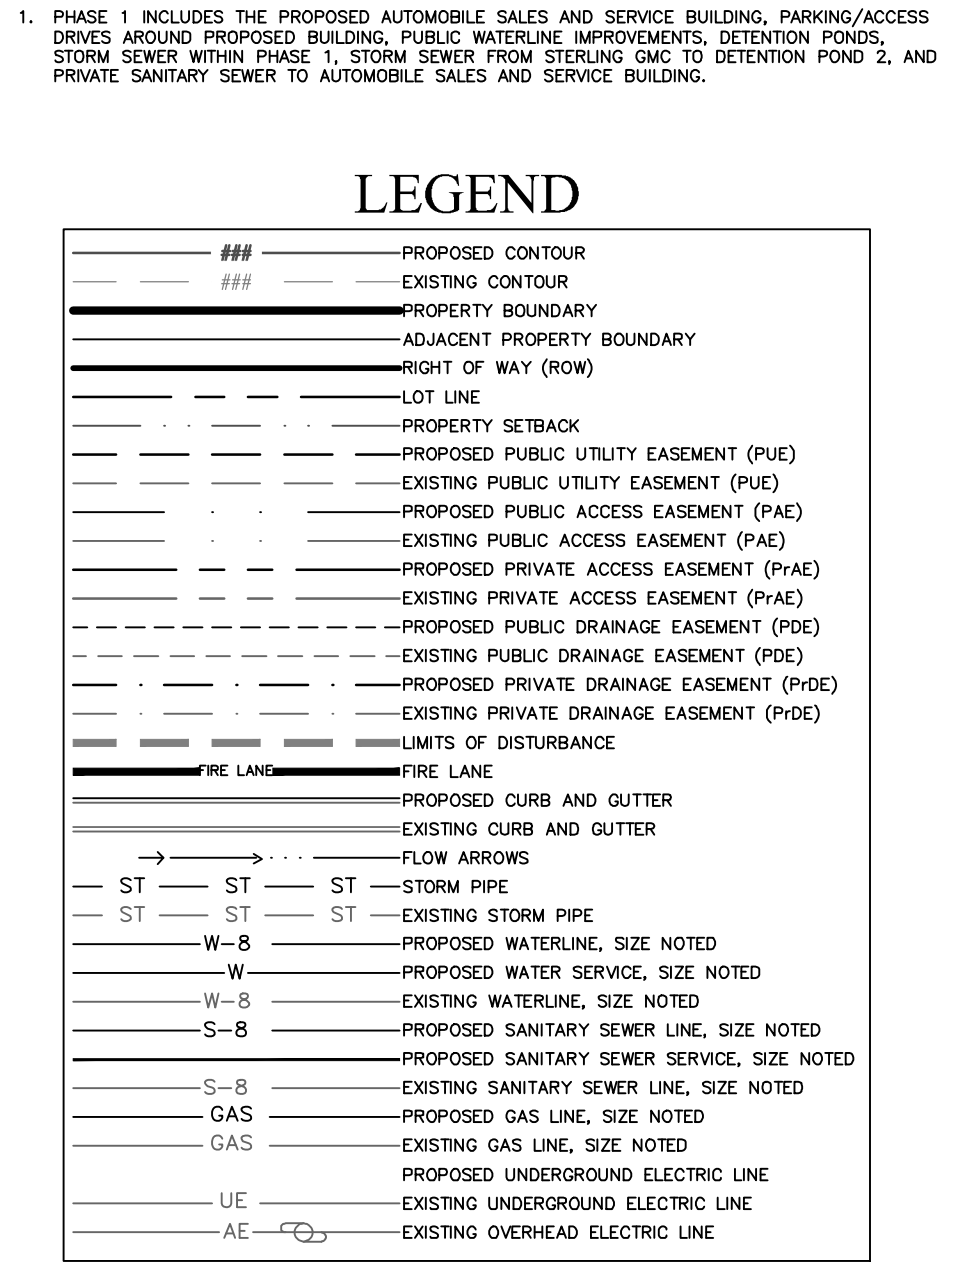 1. PHASE 1 INCLUDES THE PROPOSED AUTOMOBILE SALES AND SERVICE BUILDING, PARKING/ACCESS
DRIVES AROUND PROPOSED BUILDING, PUBLIC WATERLINE IMPROVEMENTS, DETENTION PONDS,
STORM SEWER WITHIN PHASE 1, STORM SEWER FROM STERLING GMC TO DETENTION POND 2, AND
PRIVATE SANITARY SEWER TO AUTOMOBILE SALES AND SERVICE BUILDING.
LEGEND
### PROPOSED CONTOUR
### EXISTING CONTOUR
PROPERTY BOUNDARY
ADJACENT PROPERTY BOUNDARY
RIGHT OF WAY (ROW)
LOT LINE
PROPERTY SETBACK
PROPOSED PUBLIC UTILITY EASEMENT (PUE)
EXISTING PUBLIC UTILITY EASEMENT (PUE)
PROPOSED PUBLIC ACCESS EASEMENT (PAE)
EXISTING PUBLIC ACCESS EASEMENT (PAE)
PROPOSED PRIVATE ACCESS EASEMENT (PrAE)
EXISTING PRIVATE ACCESS EASEMENT (PrAE)
PROPOSED PUBLIC DRAINAGE EASEMENT (PDE)
EXISTING PUBLIC DRAINAGE EASEMENT (PDE)
PROPOSED PRIVATE DRAINAGE EASEMENT (PrDE)
EXISTING PRIVATE DRAINAGE EASEMENT (PrDE)
LIMITS OF DISTURBANCE
FIRE LANE FIRE LANE
PROPOSED CURB AND GUTTER
EXISTING CURB AND GUTTER
FLOW ARROWS
ST ST ST STORM PIPE
ST ST ST EXISTING STORM PIPE
W-8 PROPOSED WATERLINE, SIZE NOTED
W PROPOSED WATER SERVICE, SIZE NOTED
W-8 EXISTING WATERLINE, SIZE NOTED
S-8 PROPOSED SANITARY SEWER LINE, SIZE NOTED
PROPOSED SANITARY SEWER SERVICE, SIZE NOTED
S-8 EXISTING SANITARY SEWER LINE, SIZE NOTED
GAS PROPOSED GAS LINE, SIZE NOTED
GAS EXISTING GAS LINE, SIZE NOTED
PROPOSED UNDERGROUND ELECTRIC LINE
UE EXISTING UNDERGROUND ELECTRIC LINE
AE EXISTING OVERHEAD ELECTRIC LINE